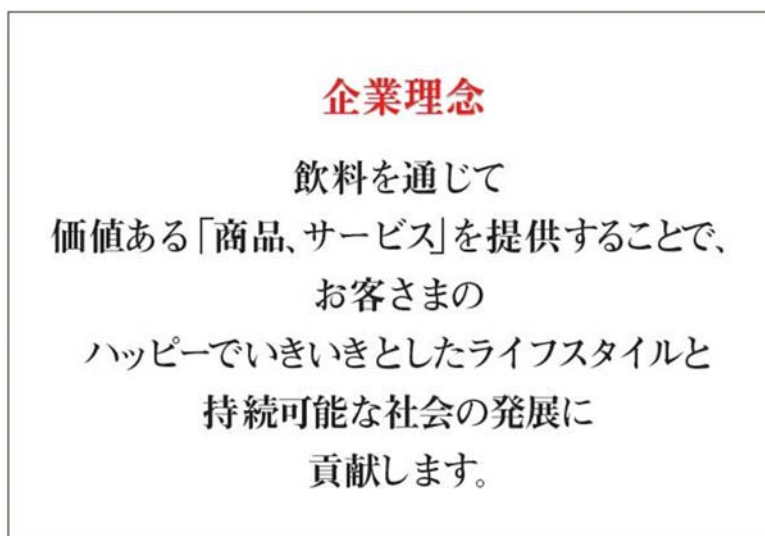 企業理念
飲料を通じて
価値ある「商品、サービス」を提供することで、
お客さまの
ハッピーでいきいきとしたライフスタイルと
持続可能な社会の発展に
貢献します。